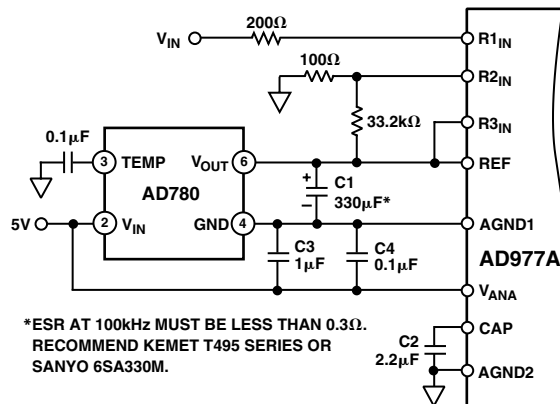 200Ω
V_IN
R1_IN
100Ω
R2_IN
33.2kΩ
R3_IN
0.1µF
3 TEMP
V_OUT 6
REF
AD780
C1
330µF*
+
–
5V
2 V_IN
GND 4
AGND1
C3
1µF
C4
0.1µF
AD977A
V_ANA
*ESR AT 100kHz MUST BE LESS THAN 0.3Ω.
RECOMMEND KEMET T495 SERIES OR
SANYO 6SA330M.
C2
2.2µF
CAP
AGND2